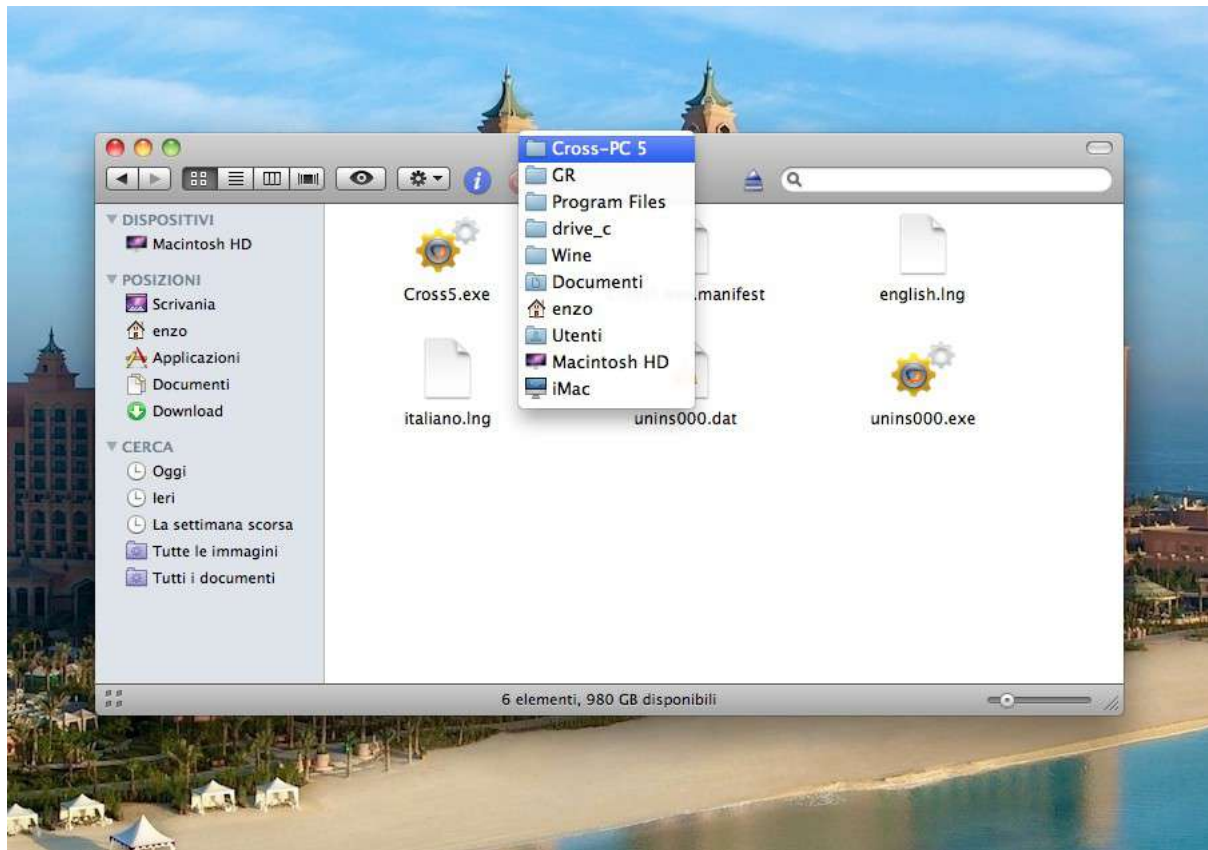 Cross-PC 5
GR
Program Files
drive_c
Wine
Documenti
enzo
Utenti
Macintosh HD
iMac
DISPOSITIVI
Macintosh HD
POSIZIONI
Scrivania
enzo
Applicazioni
Documenti
Download
CERCA
Oggi
Ieri
La settimana scorsa
Tutte le immagini
Tutti i documenti
Cross5.exe
.manifest
english.lng
italiano.lng
unins000.dat
unins000.exe
6 elementi, 980 GB disponibili